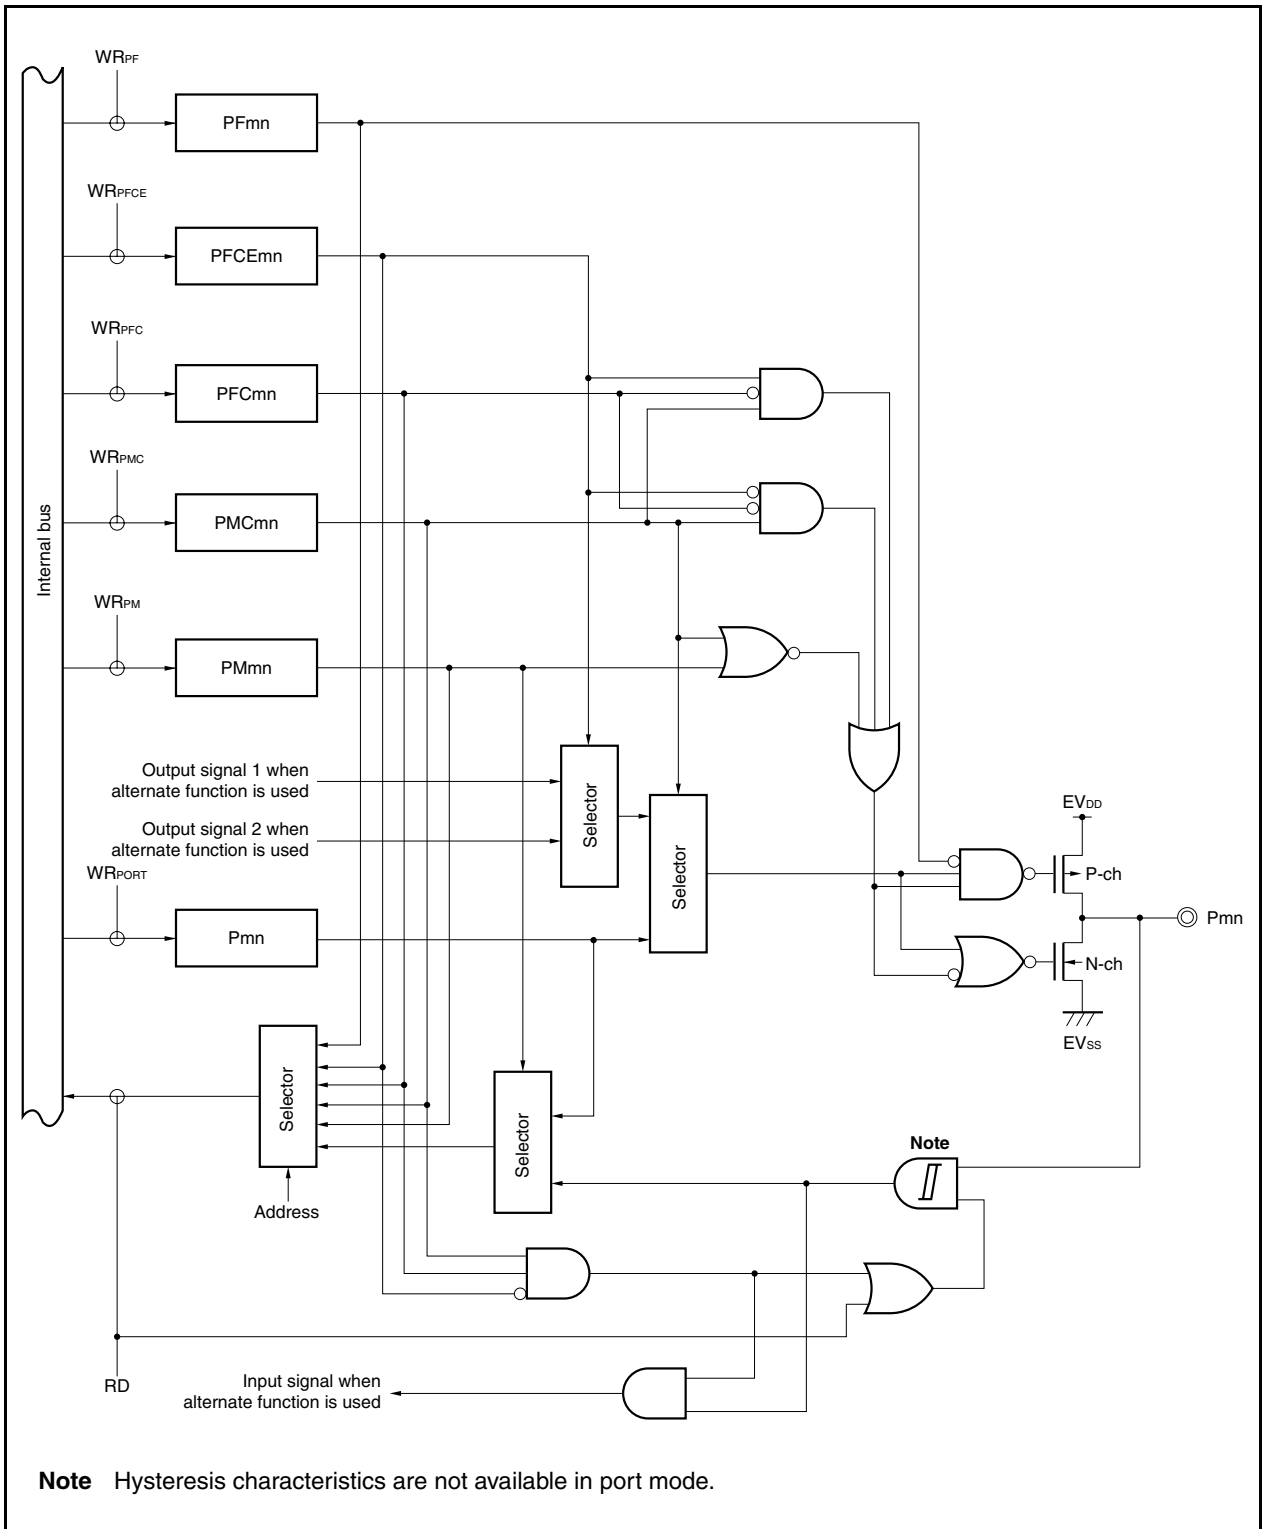 WRPF
PFmn
WRPFCE
PFCEmn
WRPFC
PFCmn
WRPMC
PMCmn
Internal bus
WRPM
PMmn
Output signal 1 when
alternate function is used
Output signal 2 when
alternate function is used
Selector
Selector
WRPORT
Pmn
EVDD
P-ch
Pmn
N-ch
EVSS
Selector
Address
Selector
Note
RD
Input signal when
alternate function is used
Note Hysteresis characteristics are not available in port mode.